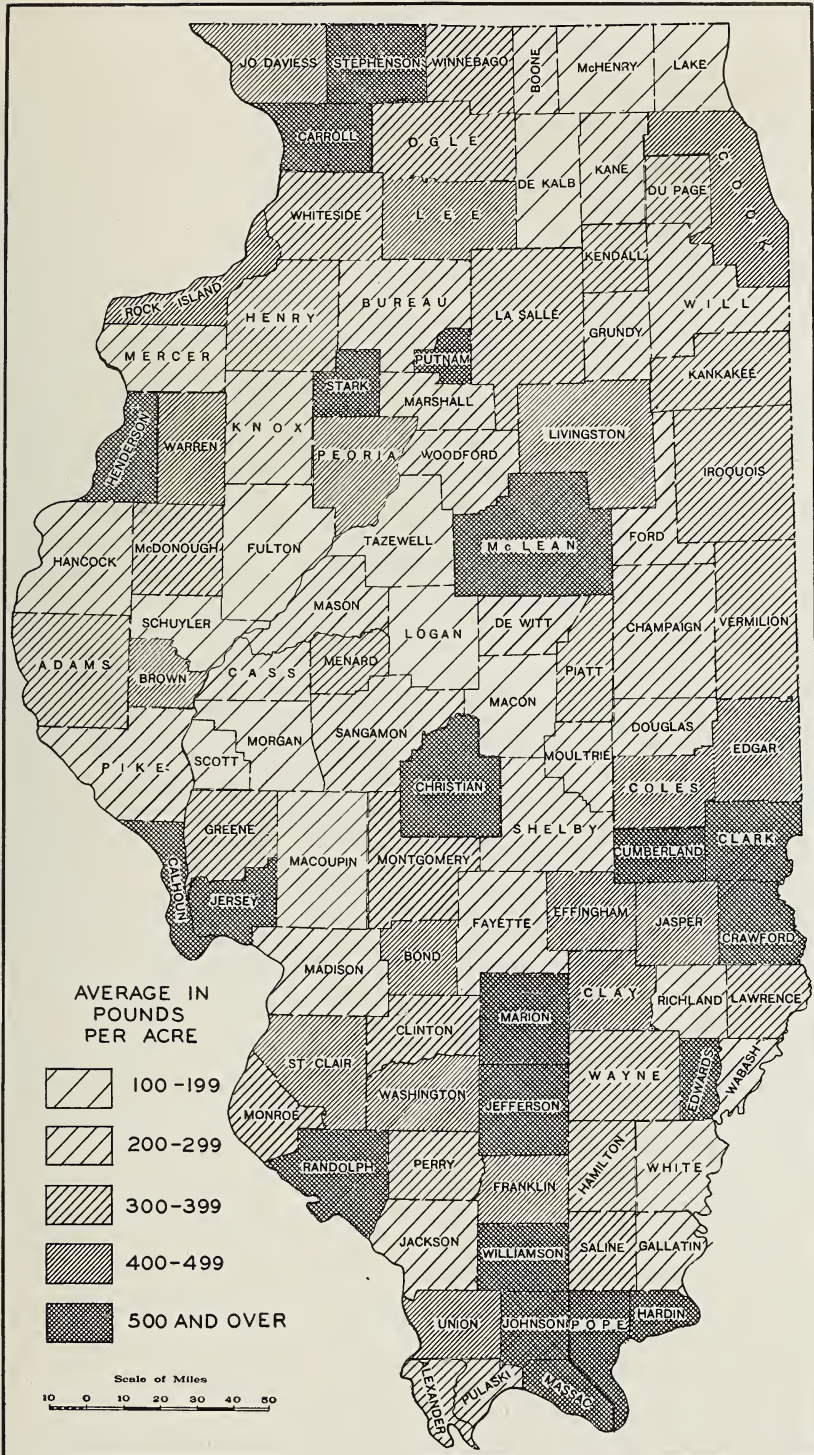 JO DAVIESS
STEPHENSON
WINNEBAGO
BOONE
McHENRY
LAKE
CARROLL
OGLE
DE KALB
KANE
COOK
DU PAGE
WHITESIDE
LEE
KENDALL
ROCK ISLAND
HENRY
BUREAU
LA SALLE
GRUNDY
WILL
MERCER
PUTNAM
KANKAKEE
STARK
MARSHALL
HENDERSON
WARREN
KNOX
PEORIA
WOODFORD
LIVINGSTON
IROQUOIS
HANCOCK
McDONOUGH
FULTON
TAZEWELL
McLEAN
FORD
SCHUYLER
MASON
LOGAN
DE WITT
CHAMPAIGN
VERMILION
ADAMS
BROWN
CASS
MENARD
PIATT
MACON
PIKE
SCOTT
MORGAN
SANGAMON
MOULTRIE
DOUGLAS
EDGAR
CHRISTIAN
COLES
GREENE
MACOUPIN
MONTGOMERY
SHELBY
CUMBERLAND
CLARK
CALHOUN
JERSEY
FAYETTE
EFFINGHAM
JASPER
CRAWFORD
MADISON
BOND
CLAY
RICHLAND
LAWRENCE
MARION
CLINTON
ST. CLAIR
WASHINGTON
JEFFERSON
WAYNE
EDWARDS
WABASH
MONROE
RANDOLPH
PERRY
FRANKLIN
HAMILTON
WHITE
JACKSON
WILLIAMSON
SALINE
GALLATIN
UNION
JOHNSON
POPE
HARDIN
ALEXANDER
PULASKI
MASSAC
AVERAGE IN
POUNDS
PER ACRE
100-199
200-299
300-399
400-499
500 AND OVER
Scale of Miles
10 0 10 20 30 40 50